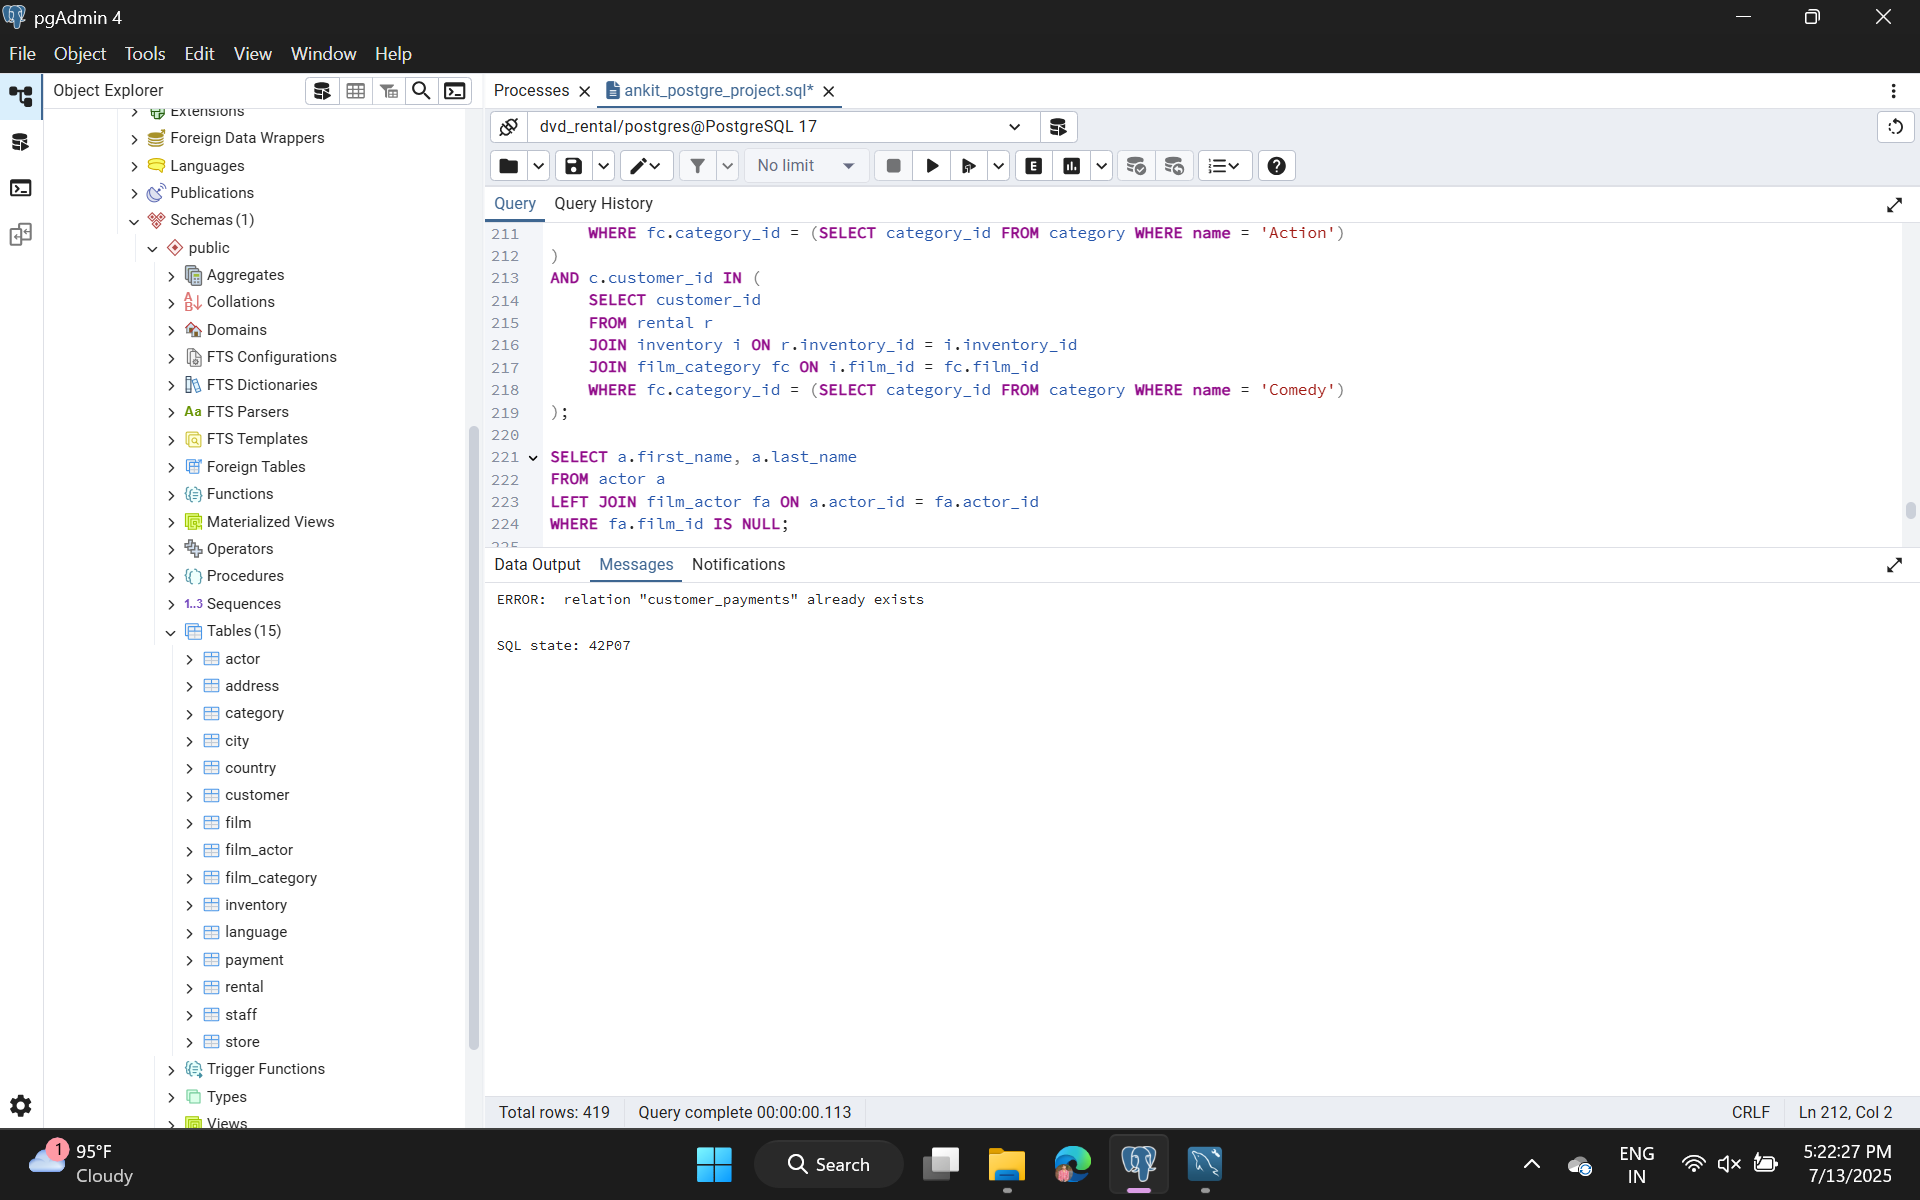 pgAdmin 4
File Object Tools Edit View Window Help
Object Explorer
Extensions
Foreign Data Wrappers
Languages
Publications
Schemas (1)
public
Aggregates
Collations
Domains
FTS Configurations
FTS Dictionaries
Aa FTS Parsers
FTS Templates
Foreign Tables
Functions
Materialized Views
Operators
Procedures
1..3 Sequences
Tables (15)
actor
address
category
city
country
customer
film
film_actor
film_category
inventory
language
payment
rental
staff
store
Trigger Functions
Types
Views
Processes
ankit_postgre_project.sql*
dvd_rental/postgres@PostgreSQL 17
No limit
E
Query Query History
211 WHERE fc.category_id = (SELECT category_id FROM category WHERE name = 'Action')
212 )
213 AND c.customer_id IN (
214 SELECT customer_id
215 FROM rental r
216 JOIN inventory i ON r.inventory_id = i.inventory_id
217 JOIN film_category fc ON i.film_id = fc.film_id
218 WHERE fc.category_id = (SELECT category_id FROM category WHERE name = 'Comedy')
219 );
220
221 SELECT a.first_name, a.last_name
222 FROM actor a
223 LEFT JOIN film_actor fa ON a.actor_id = fa.actor_id
224 WHERE fa.film_id IS NULL;
225
Data Output Messages Notifications
ERROR:  relation "customer_payments" already exists
SQL state: 42P07
Total rows: 419 Query complete 00:00:00.113 CRLF Ln 212, Col 2
1
95°F
Cloudy
Search
ENG
IN
5:22:27 PM
7/13/2025